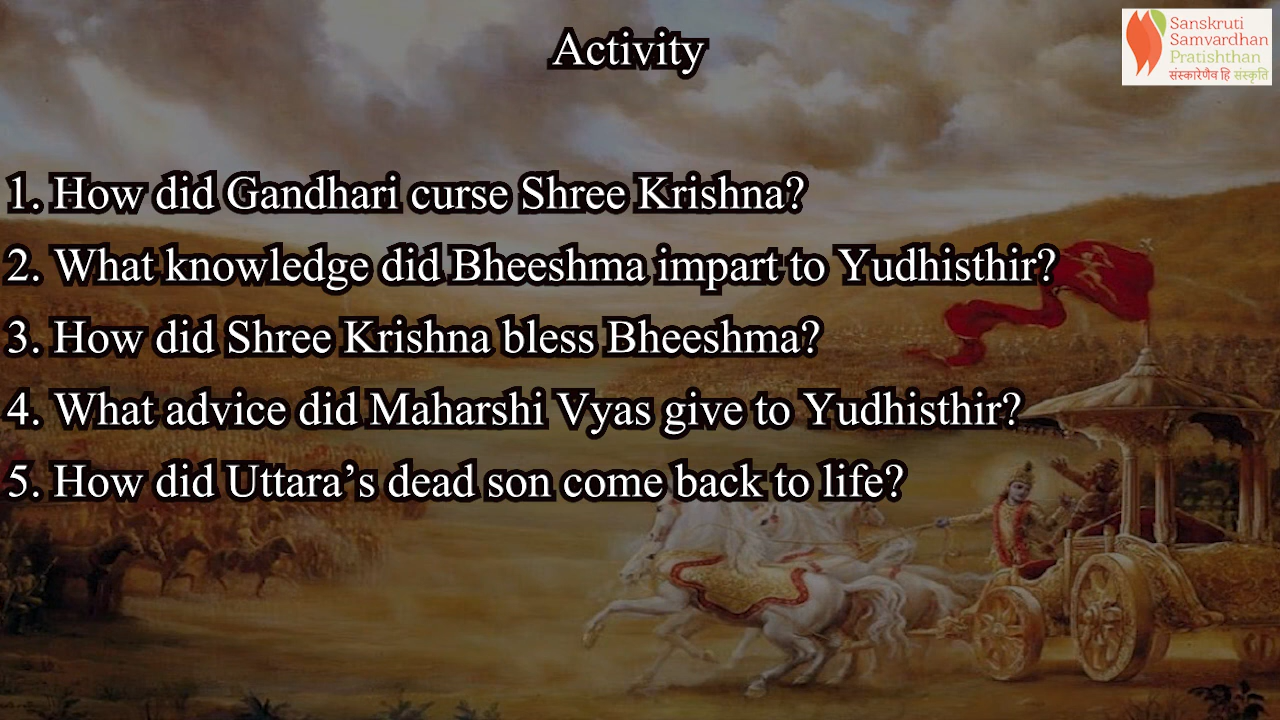 Activity
Sanskruti
Samvardhan
Pratishthan
संस्कारेणैव हि संस्कृति
1. How did Gandhari curse Shree Krishna?
2. What knowledge did Bheeshma impart to Yudhisthir?
3. How did Shree Krishna bless Bheeshma?
4. What advice did Maharshi Vyas give to Yudhisthir?
5. How did Uttara’s dead son come back to life?